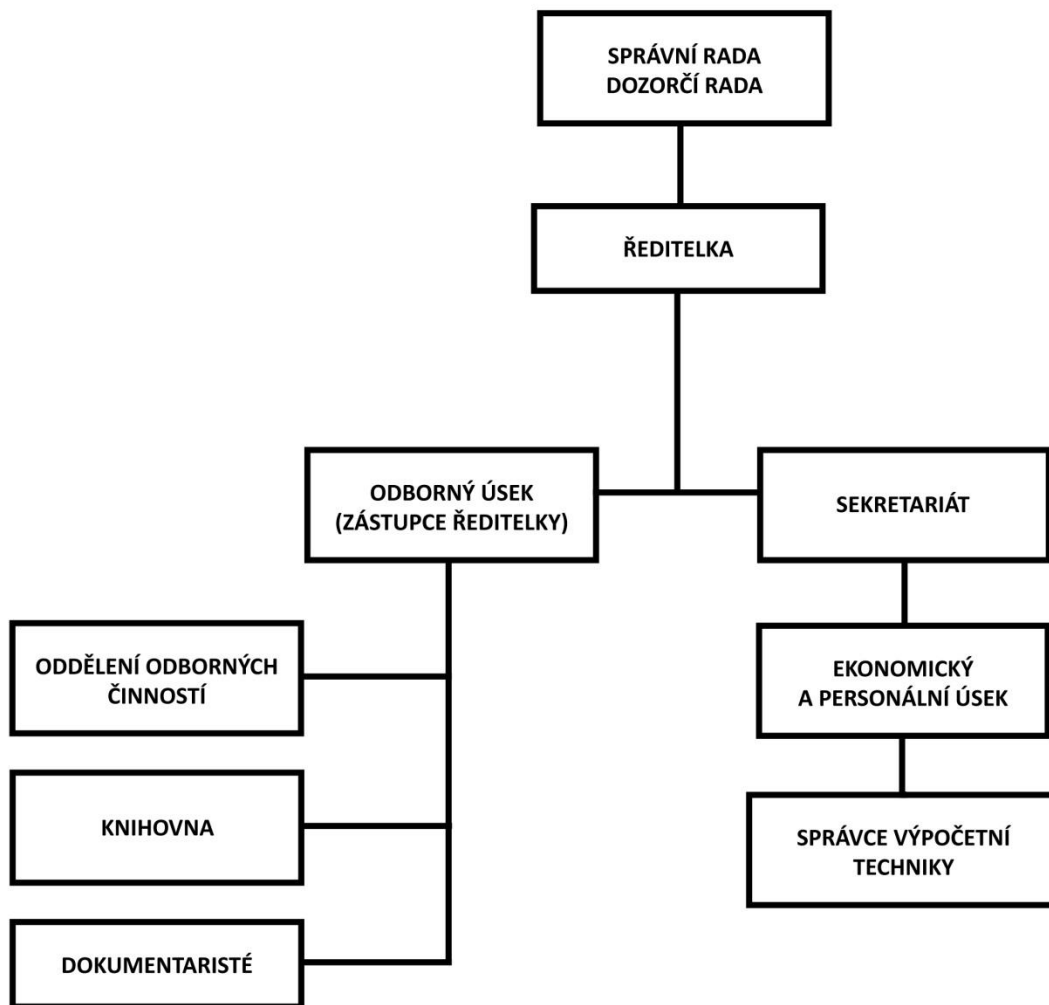 SPRÁVNÍ RADA
DOZORČÍ RADA
ŘEDITELKA
ODBORNÝ ÚSEK
(ZÁSTUPCE ŘEDITELKY)
SEKRETARIÁT
ODDĚLENÍ ODBORNÝCH
ČINNOSTÍ
KNIHOVNA
DOKUMENTARISTÉ
EKONOMICKÝ
A PERSONÁLNÍ ÚSEK
SPRÁVCE VÝPOČETNÍ
TECHNIKY